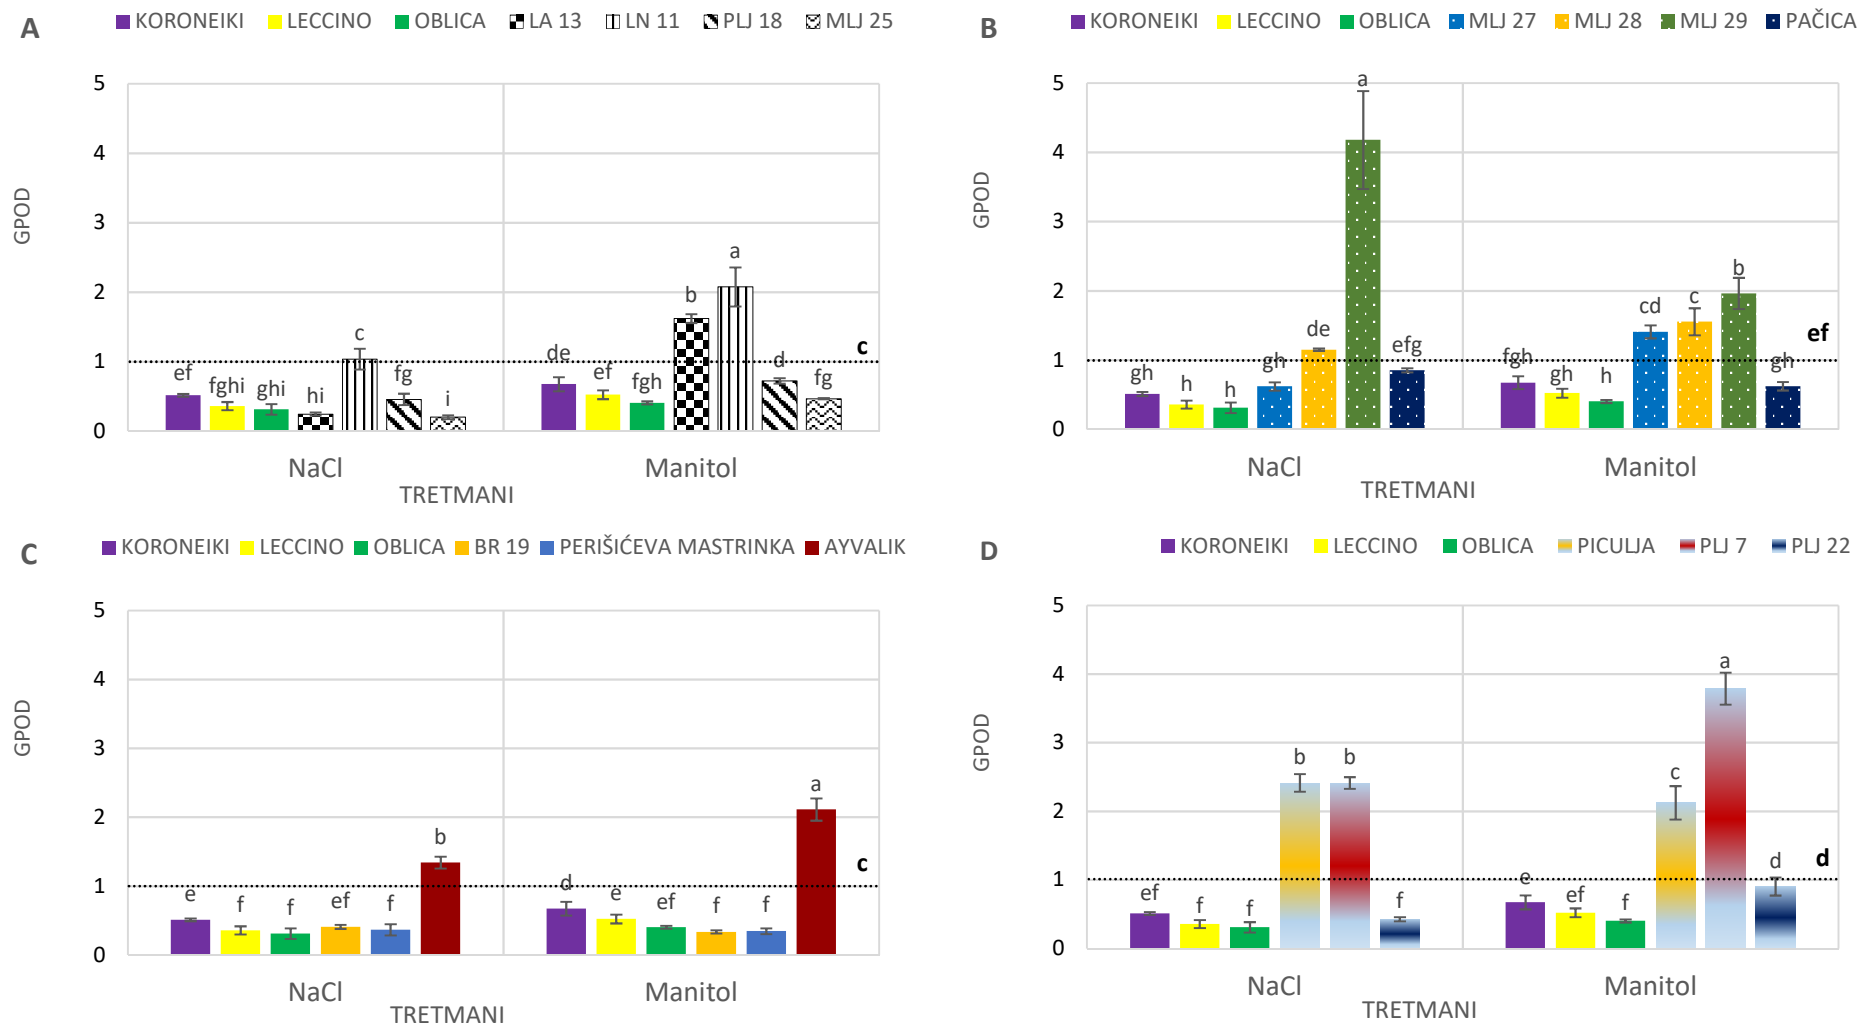 A
KORONEIKI LECCINO OBLICA LA 13 LN 11 PLJ 18 MLJ 25
GPOD
5
4
3
2
1
0
ef fghi ghi hi c fg i
de ef fgh b a d fg
c
NaCl Manitol
TRETMANI
B
KORONEIKI LECCINO OBLICA MLJ 27 MLJ 28 MLJ 29 PAČICA
GPOD
5
4
3
2
1
0
gh h h gh de a efg
fgh gh h cd c b gh
ef
NaCl Manitol
TRETMANI
C
KORONEIKI LECCINO OBLICA BR 19 PERIŠIĆEVA MASTRINKA AYVALIK
GPOD
5
4
3
2
1
0
e f f ef f b
d e ef f f a
c
NaCl Manitol
TRETMANI
D
KORONEIKI LECCINO OBLICA PICULJA PLJ 7 PLJ 22
GPOD
5
4
3
2
1
0
ef f f b b f
e ef f c a d
d
NaCl Manitol
TRETMANI